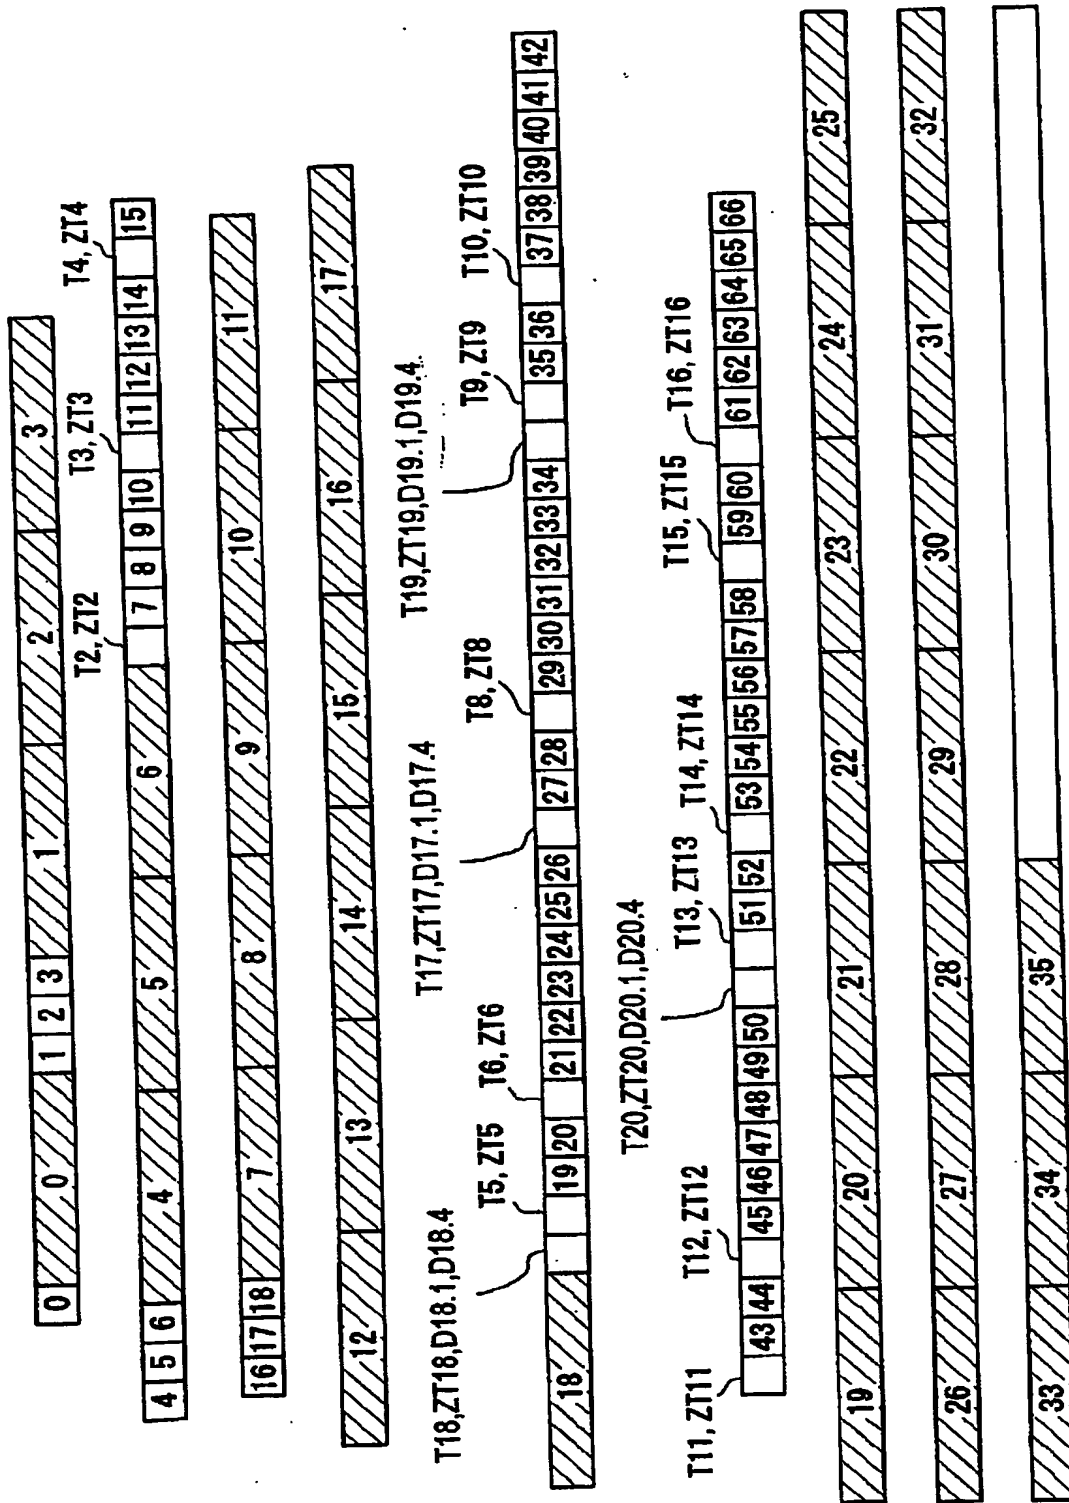 0 0 1 2 3 1 2 3
T2, ZT2 T3, ZT3 T4, ZT4
4 5 6 4 5 6 7 8 9 10 11 12 13 14 15
16 17 18 7 8 9 10 11
12 13 14 15 16 17
T18,ZT18,D18.1,D18.4 T5, ZT5 T6, ZT6 T17,ZT17,D17.1,D17.4 T8, ZT8 T19,ZT19,D19.1,D19.4 T9, ZT9 T10, ZT10
18 19 20 21 22 23 24 25 26 27 28 29 30 31 32 33 34 35 36 37 38 39 40 41 42
T11, ZT11 T12, ZT12 T20,ZT20,D20.1,D20.4 T13, ZT13 T14, ZT14 T15, ZT15 T16, ZT16
43 44 45 46 47 48 49 50 51 52 53 54 55 56 57 58 59 60 61 62 63 64 65 66
19 20 21 22 23 24 25
26 27 28 29 30 31 32
33 34 35